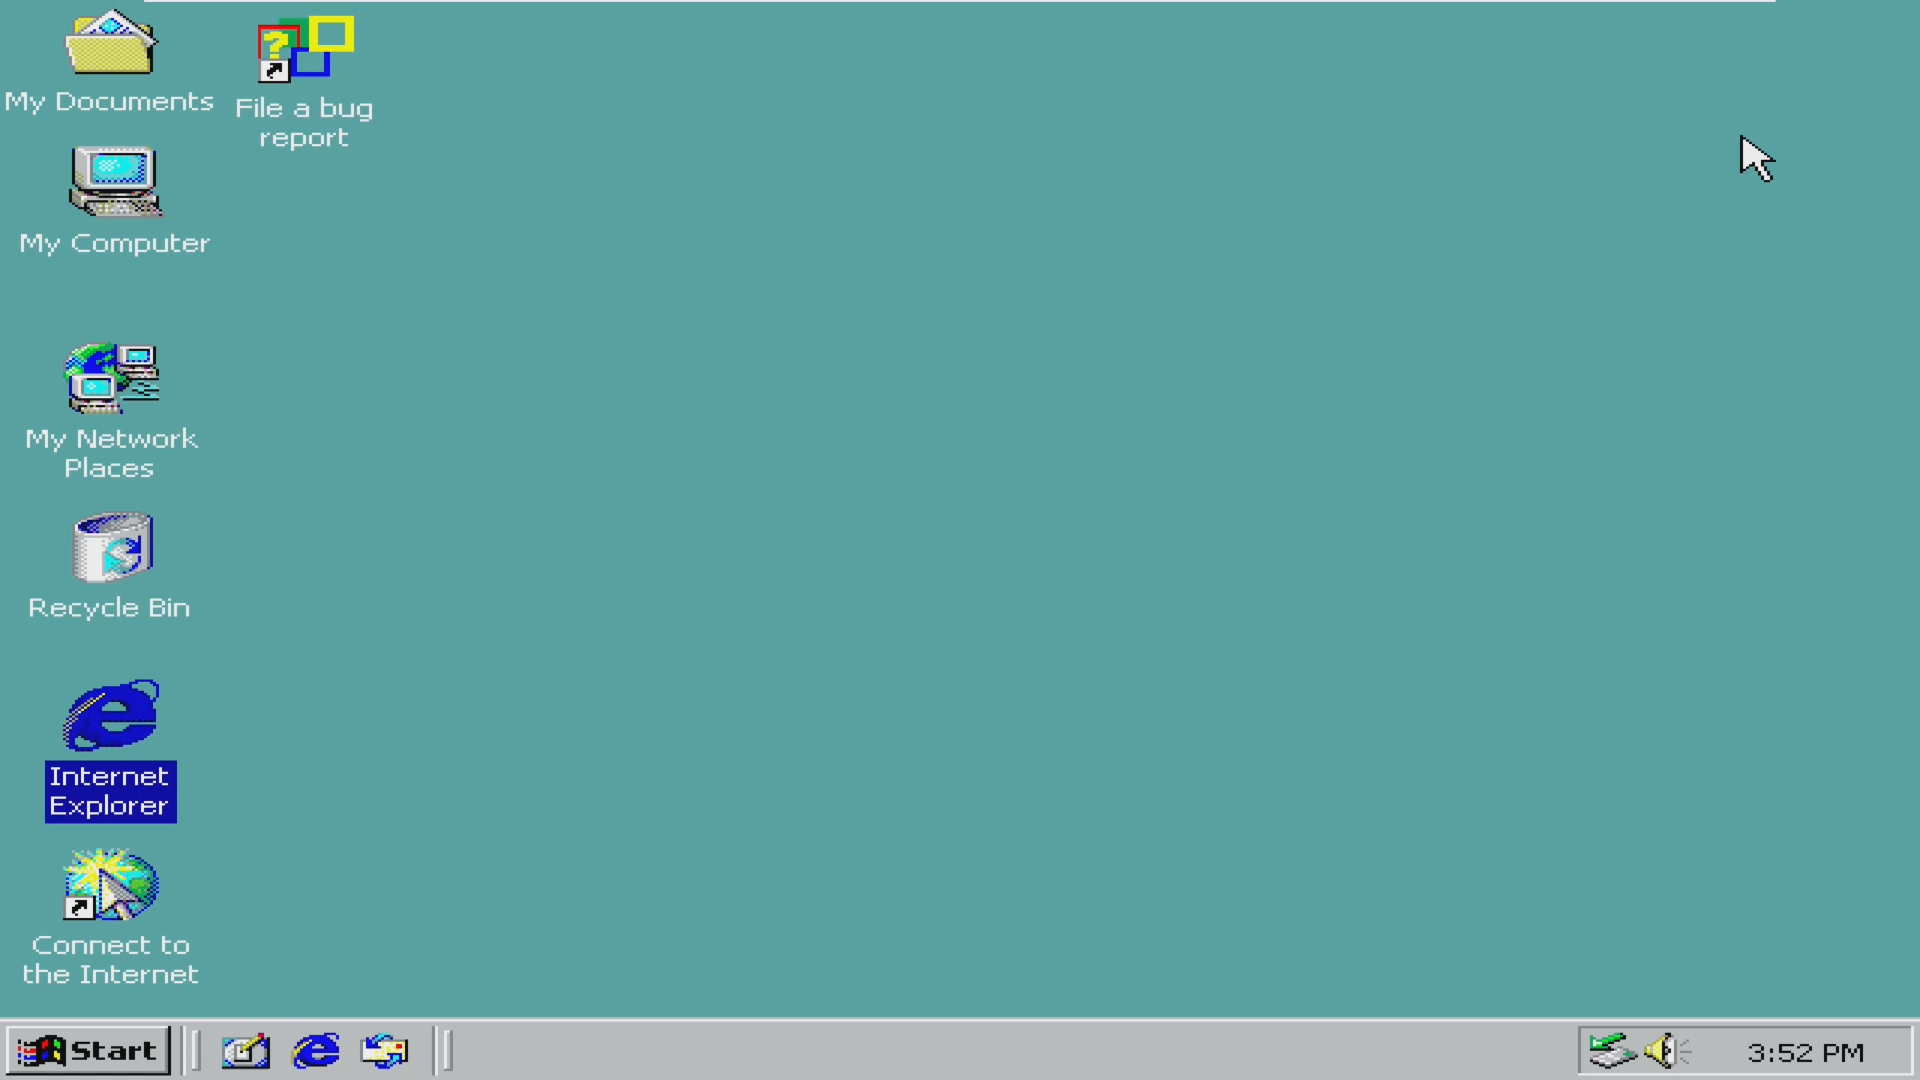 My Documents
File a bug
report
My Computer
My Network
Places
Recycle Bin
Internet
Explorer
Connect to
the Internet
Start
3:52 PM